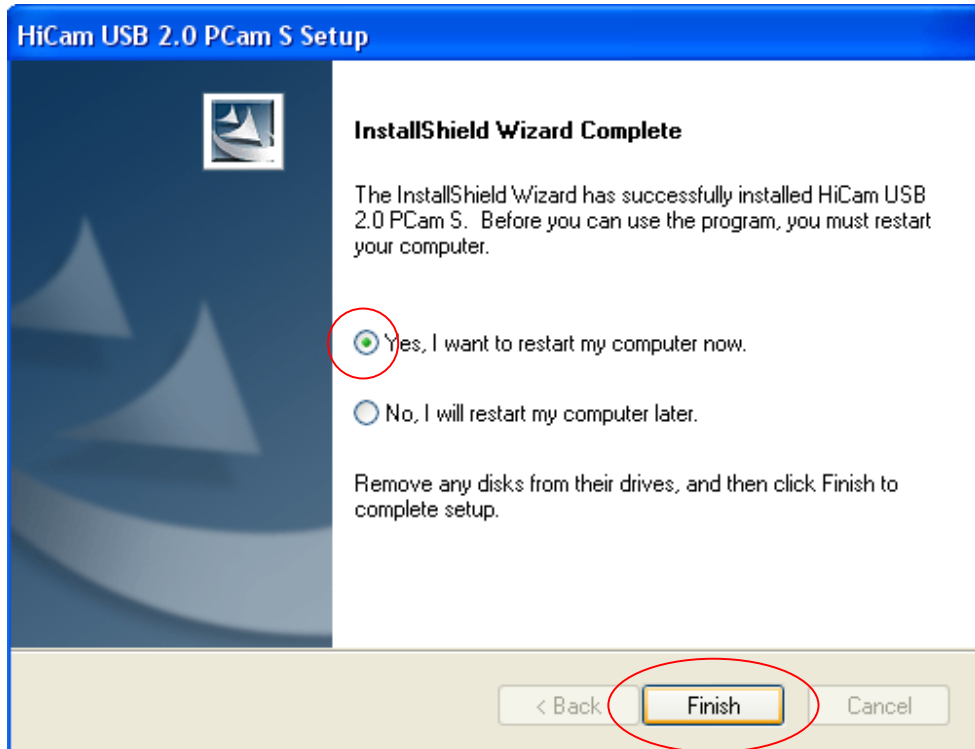 HiCam USB 2.0 PCam S Setup
InstallShield Wizard Complete
The InstallShield Wizard has successfully installed HiCam USB
2.0 PCam S.  Before you can use the program, you must restart
your computer.
Yes, I want to restart my computer now.
No, I will restart my computer later.
Remove any disks from their drives, and then click Finish to
complete setup.
< Back Finish Cancel